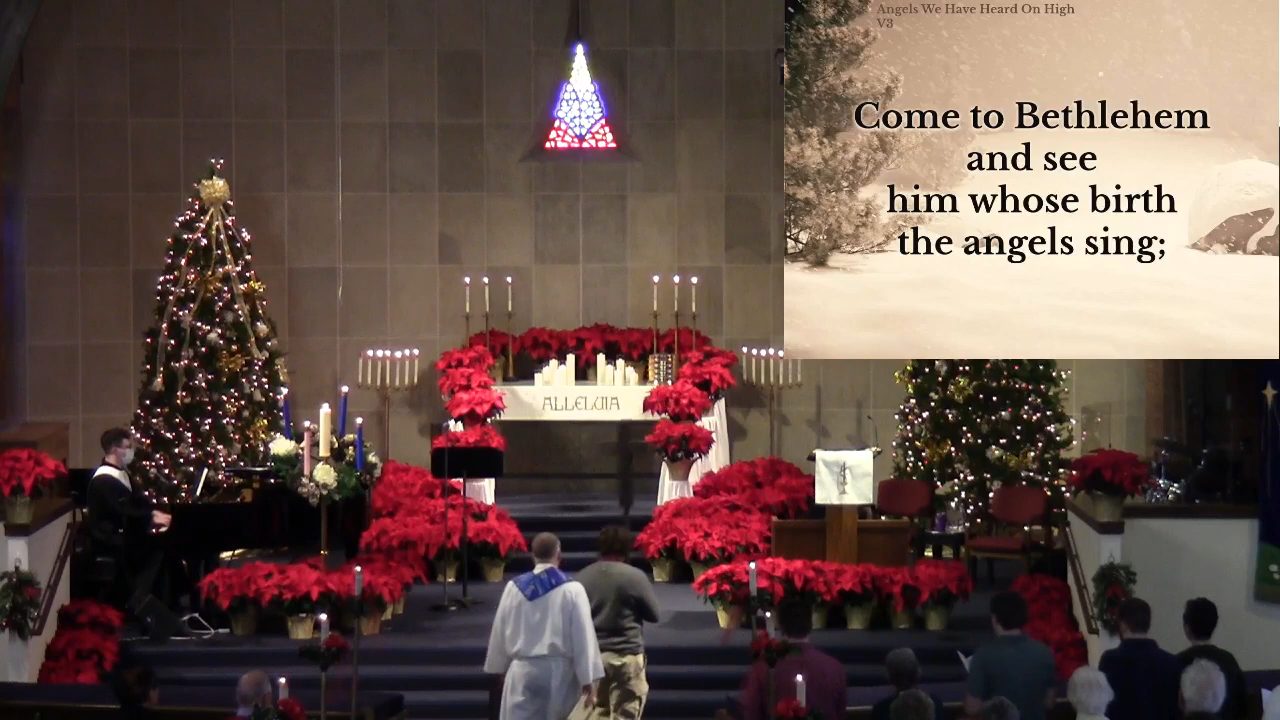 Angels We Have Heard On High
V3
Come to Bethlehem
and see
him whose birth
the angels sing;
ALLELUIA